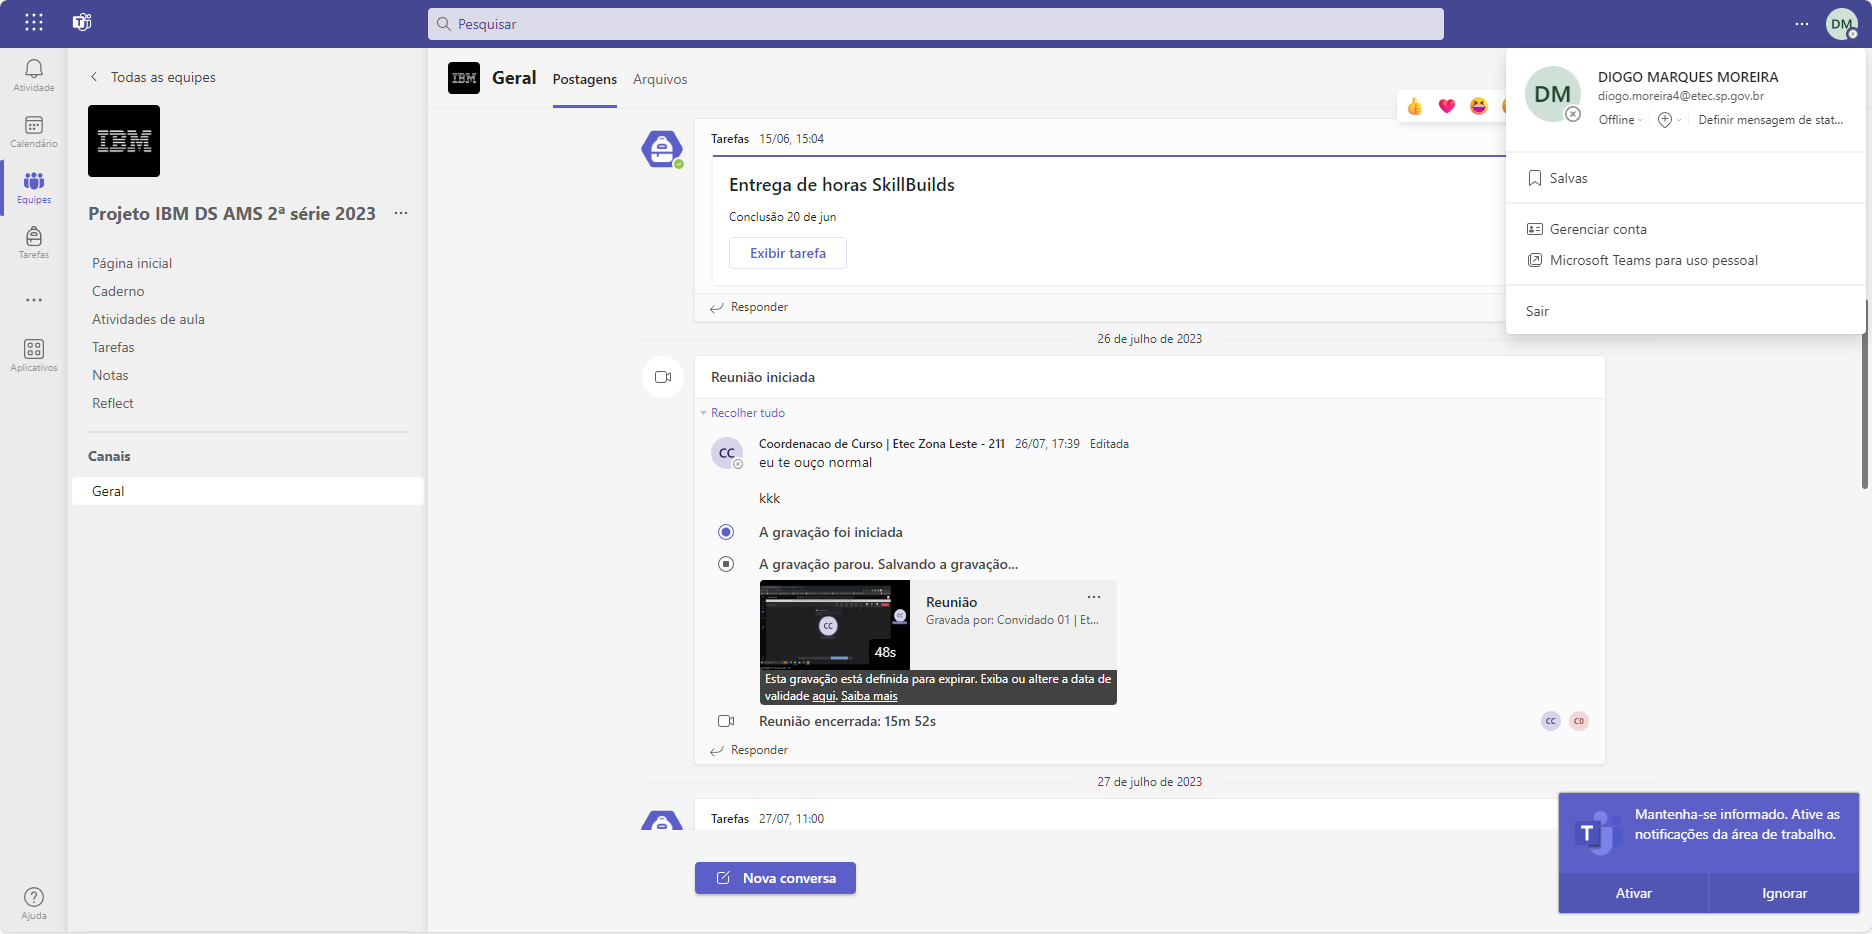 Pesquisar
DM
Atividade
Calendário
Equipes
Tarefas
Aplicativos
Ajuda
Todas as equipes
IBM
Projeto IBM DS AMS 2ª série 2023
Página inicial
Caderno
Atividades de aula
Tarefas
Notas
Reflect
Canais
Geral
IBM
Geral
Postagens
Arquivos
Tarefas 15/06, 15:04
Entrega de horas SkillBuilds
Conclusão 20 de jun
Exibir tarefa
Responder
26 de julho de 2023
Reunião iniciada
Recolher tudo
CC
Coordenacao de Curso | Etec Zona Leste - 211 26/07, 17:39 Editada
eu te ouço normal
kkk
A gravação foi iniciada
A gravação parou. Salvando a gravação...
CC
CC
48s
Reunião
Gravada por: Convidado 01 | Et...
Esta gravação está definida para expirar. Exiba ou altere a data de
validade aqui. Saiba mais
Reunião encerrada: 15m 52s
CC
C0
Responder
27 de julho de 2023
Tarefas 27/07, 11:00
Nova conversa
DM
DIOGO MARQUES MOREIRA
diogo.moreira4@etec.sp.gov.br
Offline
Definir mensagem de stat...
Salvas
Gerenciar conta
Microsoft Teams para uso pessoal
Sair
T
Mantenha-se informado. Ative as
notificações da área de trabalho.
Ativar
Ignorar